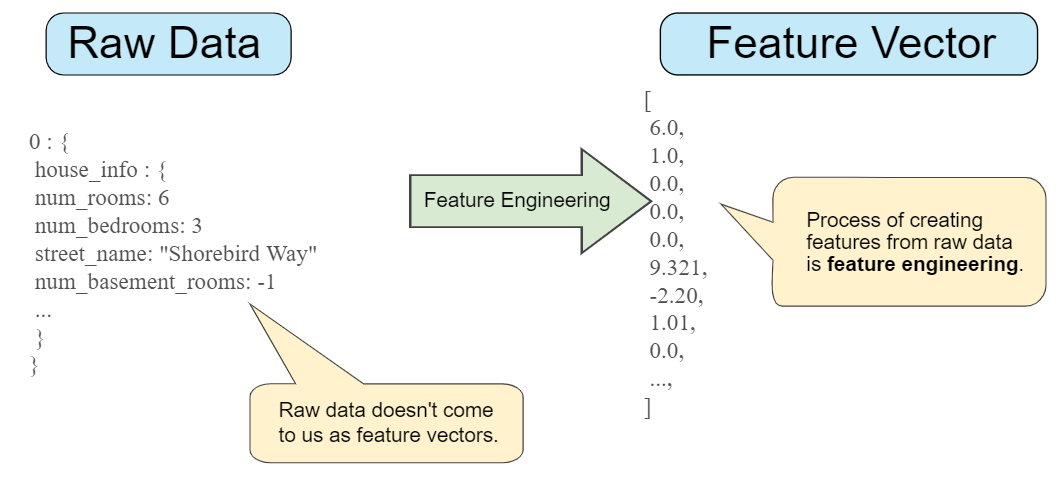 Raw Data
Feature Vector
0 : {
house_info : {
num_rooms: 6
num_bedrooms: 3
street_name: "Shorebird Way"
num_basement_rooms: -1
...
}
}
Raw data doesn't come
to us as feature vectors.
Feature Engineering
[
6.0,
1.0,
0.0,
0.0,
0.0,
9.321,
-2.20,
1.01,
0.0,
...,
]
Process of creating
features from raw data
is feature engineering.